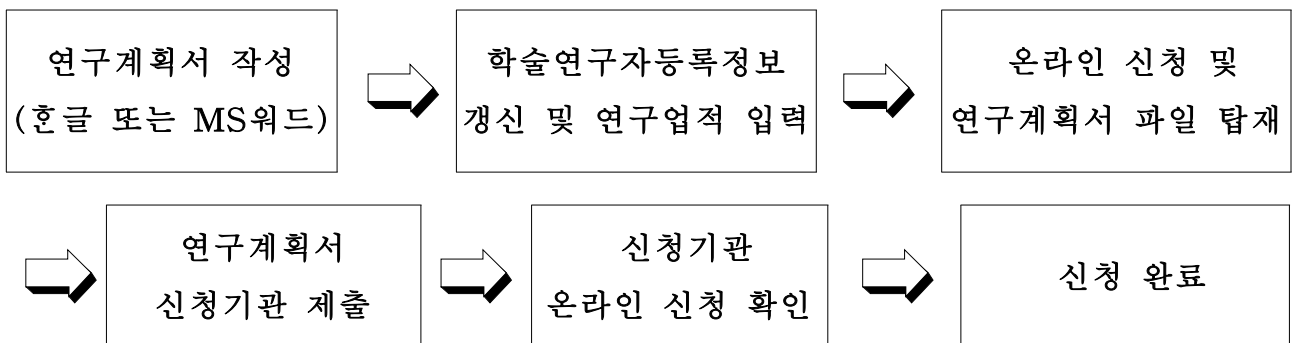 연구계획서 작성
(혼글 또는 MS워드)
학술연구자등록정보
갱신 및 연구업적 입력
온라인 신청 및
연구계획서 파일 탑재
연구계획서
신청기관 제출
신청기관
온라인 신청 확인
신청 완료